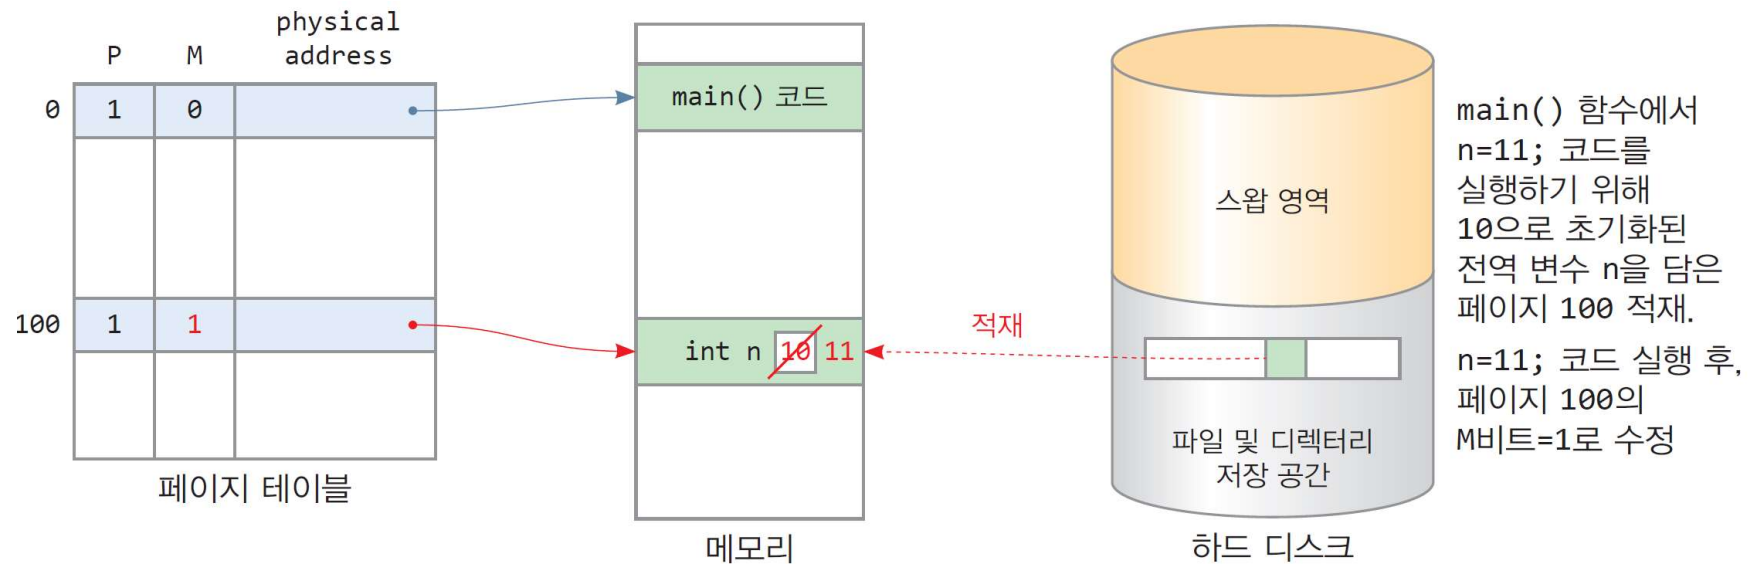 physical
P M address
0 1 0
100 1 1
페이지 테이블
main() 코드
int n 10 11
메모리
적재
스왑 영역
파일 및 디렉터리
저장 공간
하드 디스크
main() 함수에서
n=11; 코드를
실행하기 위해
10으로 초기화된
전역 변수 n을 담은
페이지 100 적재.
n=11; 코드 실행 후,
페이지 100의
M비트=1로 수정